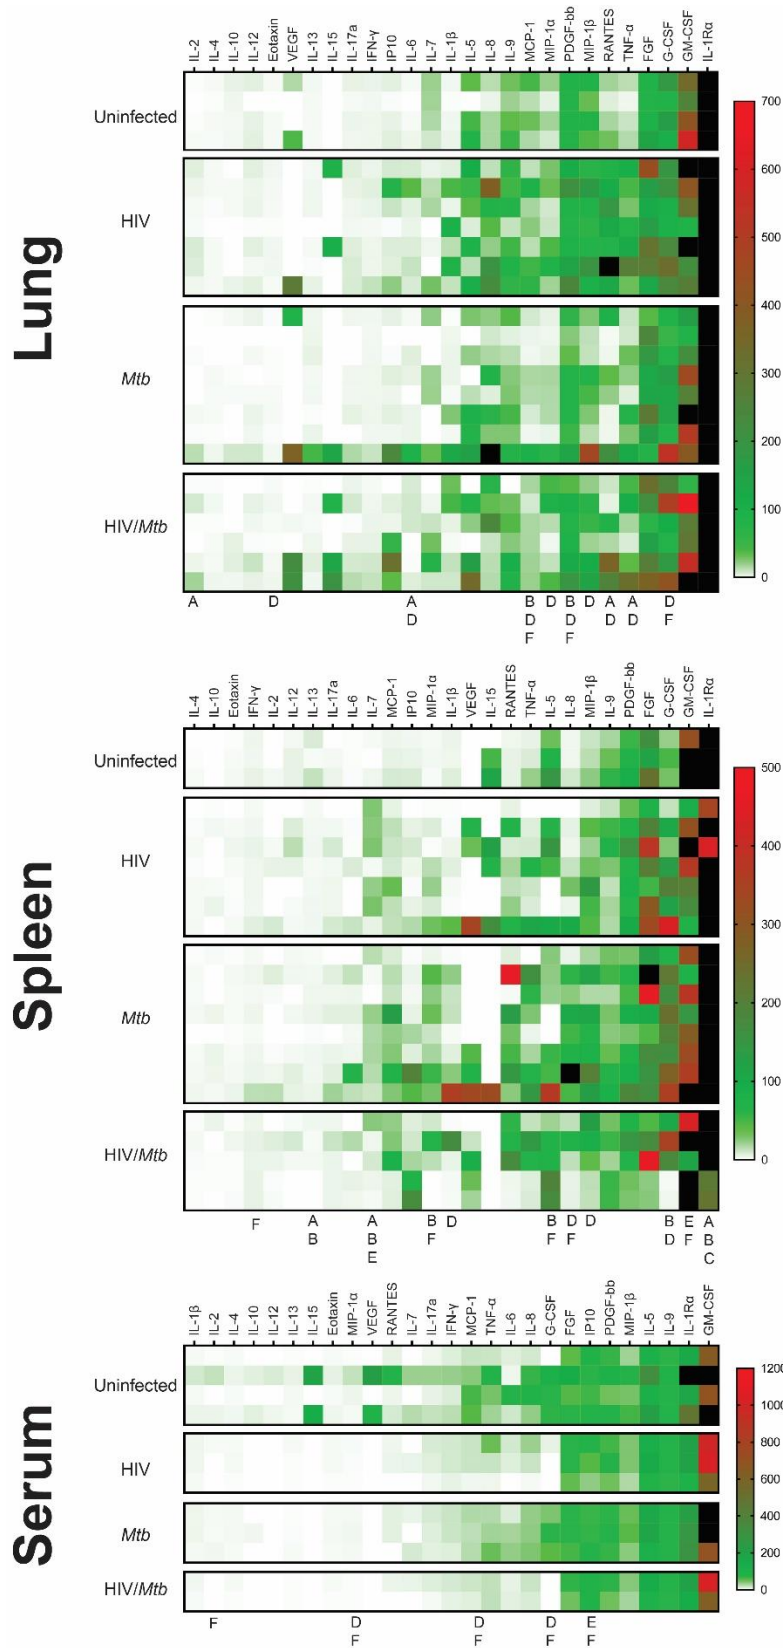 Lung
IL-2 IL-4 IL-10 IL-12 Eotaxin VEGF IL-13 IL-15 IL-17a IFN-γ IP10 IL-6 IL-7 IL-1β IL-5 IL-8 IL-9 MCP-1 MIP-1α PDGF-bb MIP-1β RANTES TNF-α FGF G-CSF GM-CSF IL-1Rα
Uninfected
HIV
Mtb
HIV/Mtb
700
600
500
400
300
200
100
0
A D A B D B D A A D
D D D D D F
F F
Spleen
IL-4 IL-10 Eotaxin IFN-γ IL-2 IL-12 IL-13 IL-17a IL-6 IL-7 MCP-1 IP10 MIP-1α IL-1β VEGF IL-15 RANTES TNF-α IL-5 IL-8 MIP-1β IL-9 PDGF-bb FGF G-CSF GM-CSF IL-1Rα
Uninfected
HIV
Mtb
HIV/Mtb
500
400
300
200
100
0
F A A B D B D D B E A
B B F F F D F B
E C
Serum
IL-1β IL-2 IL-4 IL-10 IL-12 IL-13 IL-15 Eotaxin MIP-1α VEGF RANTES IL-7 IL-17a IFN-γ MCP-1 TNF-α IL-6 IL-8 G-CSF FGF IP10 PDGF-bb MIP-1β IL-5 IL-9 IL-1Rα GM-CSF
Uninfected
HIV
Mtb
HIV/Mtb
1200
1000
800
600
400
200
0
F D D D E
F F F F